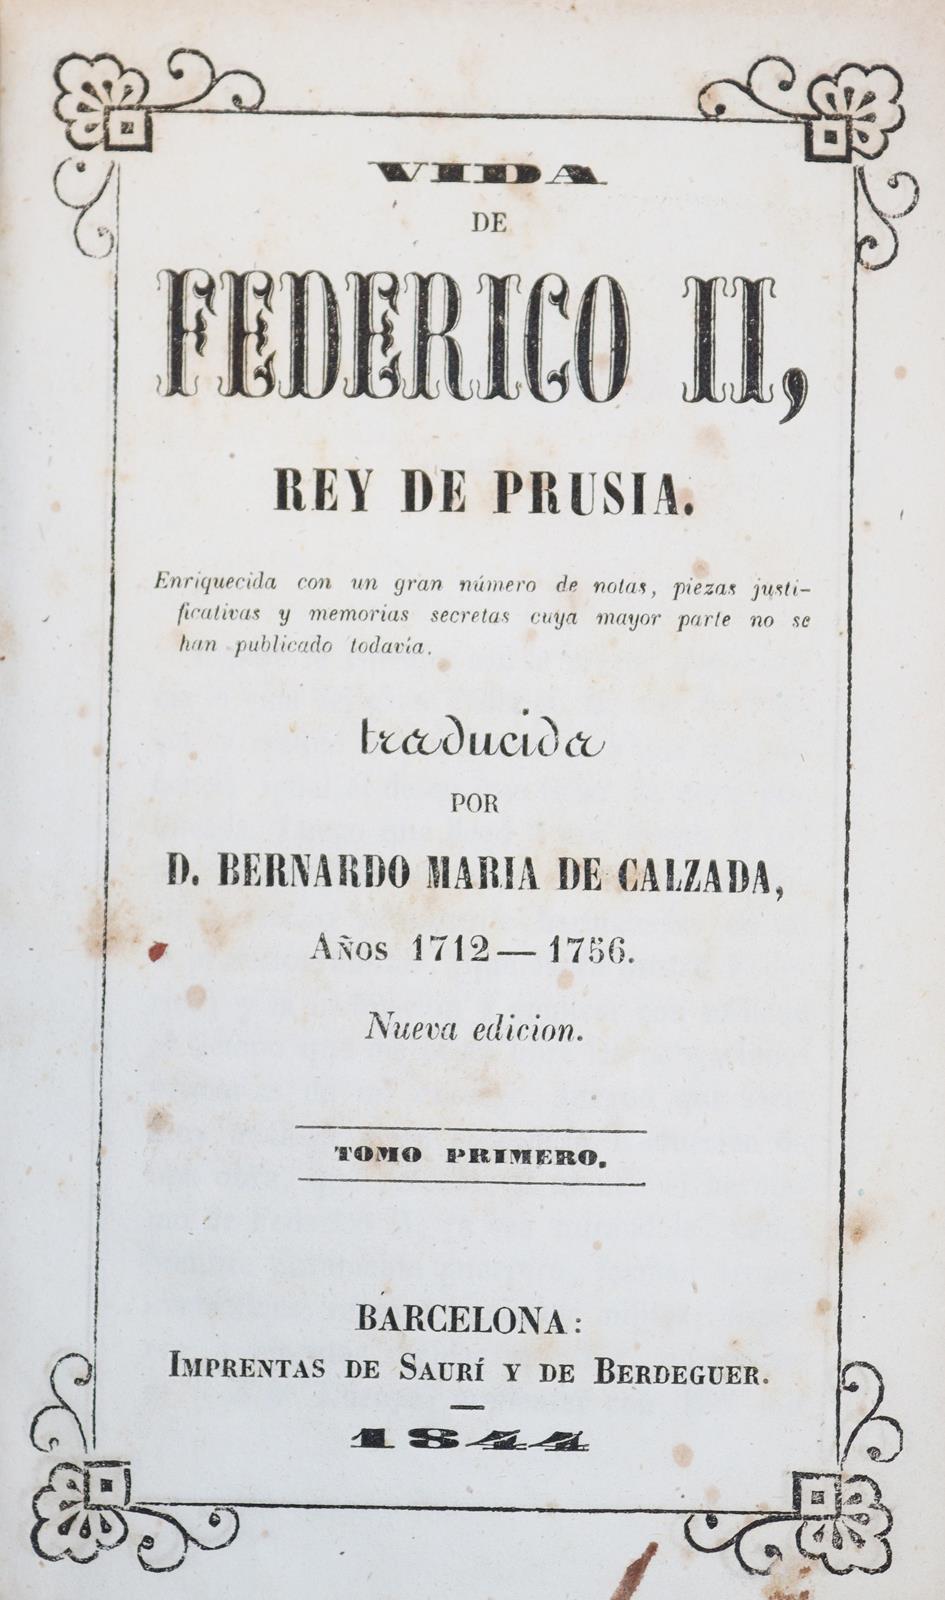 VIDA
DE
FEDERICO II,
REY DE PRUSIA.
Enriquecida con un gran número de notas, piezas justi-
ficativas y memorias secretas cuya mayor parte no se
han publicado todavía.
traducida
POR
D. BERNARDO MARIA DE CALZADA,
AÑOS 1712—1756.
Nueva edicion.
TOMO PRIMERO.
BARCELONA:
IMPRENTAS DE SAURÍ Y DE BERDEGUER.
1844